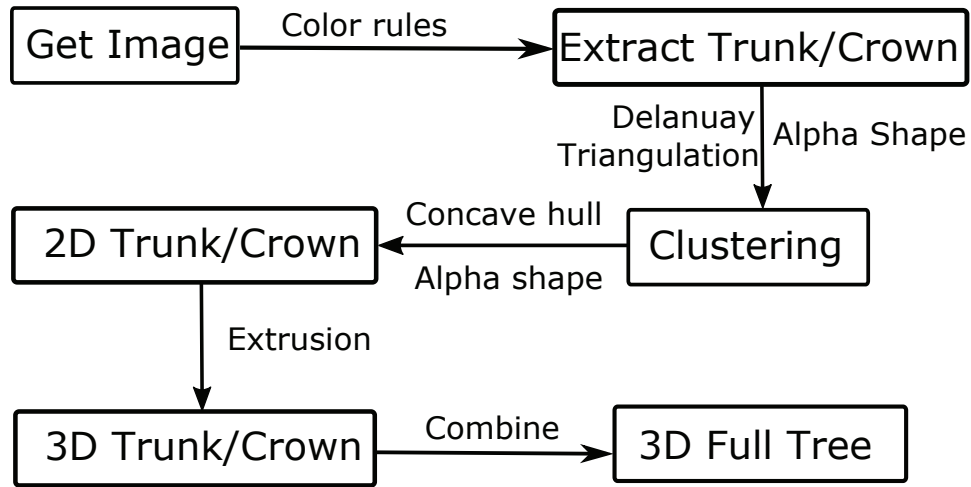 Get Image
Color rules
Extract Trunk/Crown
Delanuay
Triangulation
Alpha Shape
Clustering
Concave hull
Alpha shape
2D Trunk/Crown
Extrusion
3D Trunk/Crown
Combine
3D Full Tree